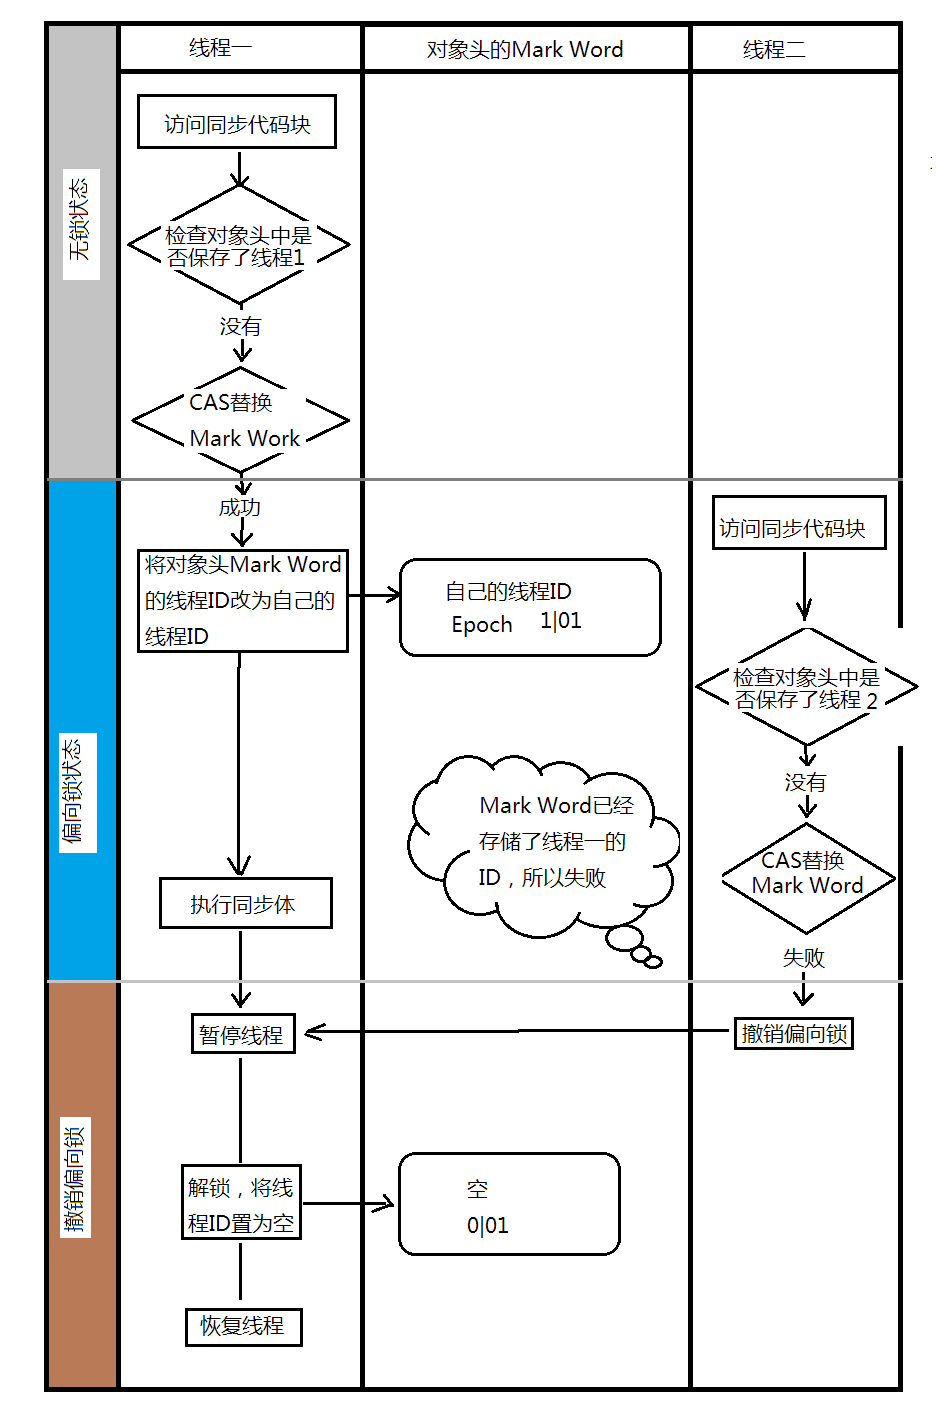 线程一
对象头的Mark Word
线程二
无锁状态
访问同步代码块
检查对象头中是
否保存了线程1
没有
CAS替换
Mark Work
偏向锁状态
成功
将对象头Mark Word
的线程ID改为自己的
线程ID
自己的线程ID
Epoch 1|01
访问同步代码块
检查对象头中是
否保存了线程 2
没有
Mark Word已经
存储了线程一的
ID，所以失败
CAS替换
Mark Word
执行同步体
失败
撤销偏向锁
暂停线程
撤销偏向锁
解锁，将线
程ID置为空
空
0|01
恢复线程